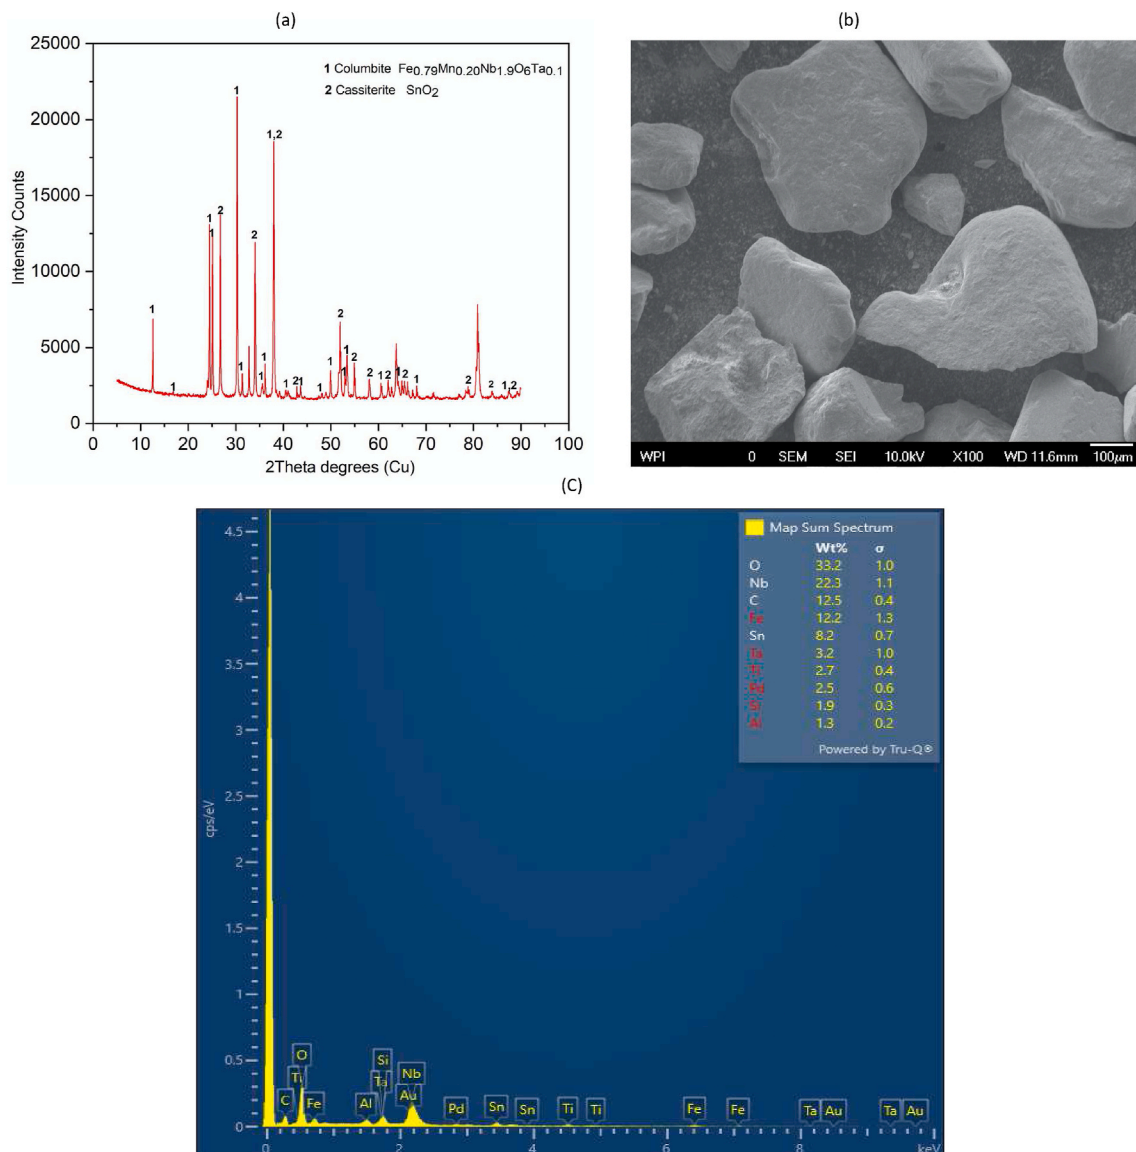 (a)
(b)
25000
20000
15000
10000
5000
0
Intensity Counts
1 Columbite Fe0.79Mn0.20Nb1.9O6Ta0.1
2 Cassiterite SnO2
1
1
1
2
1
1
2
1
1
1,2
1
2
1
1
1
2
1
1
2
2
1
2
1
2
1
2
2
1
2
0 10 20 30 40 50 60 70 80 90 100
2Theta degrees (Cu)
WPI 0 SEM SEI 10.0kV X100 WD 11.6mm 100μm
(C)
Map Sum Spectrum
Wt% σ
O 33.2 1.0
Nb 22.3 1.1
C 12.5 0.4
Fe 12.2 1.3
Sn 8.2 0.7
Ta 3.2 1.0
Ti 2.7 0.4
Pd 2.5 0.6
Si 1.9 0.3
Al 1.3 0.2
Powered by Tru-Q®
4.5
4
3.5
3
2.5
2
1.5
1
0.5
0
cps/eV
O Si Nb
Ti Ta Au
C Fe Al Pd Sn Sn Ti Ti Fe Fe Ta Au Ta Au
0 2 4 6 8 keV